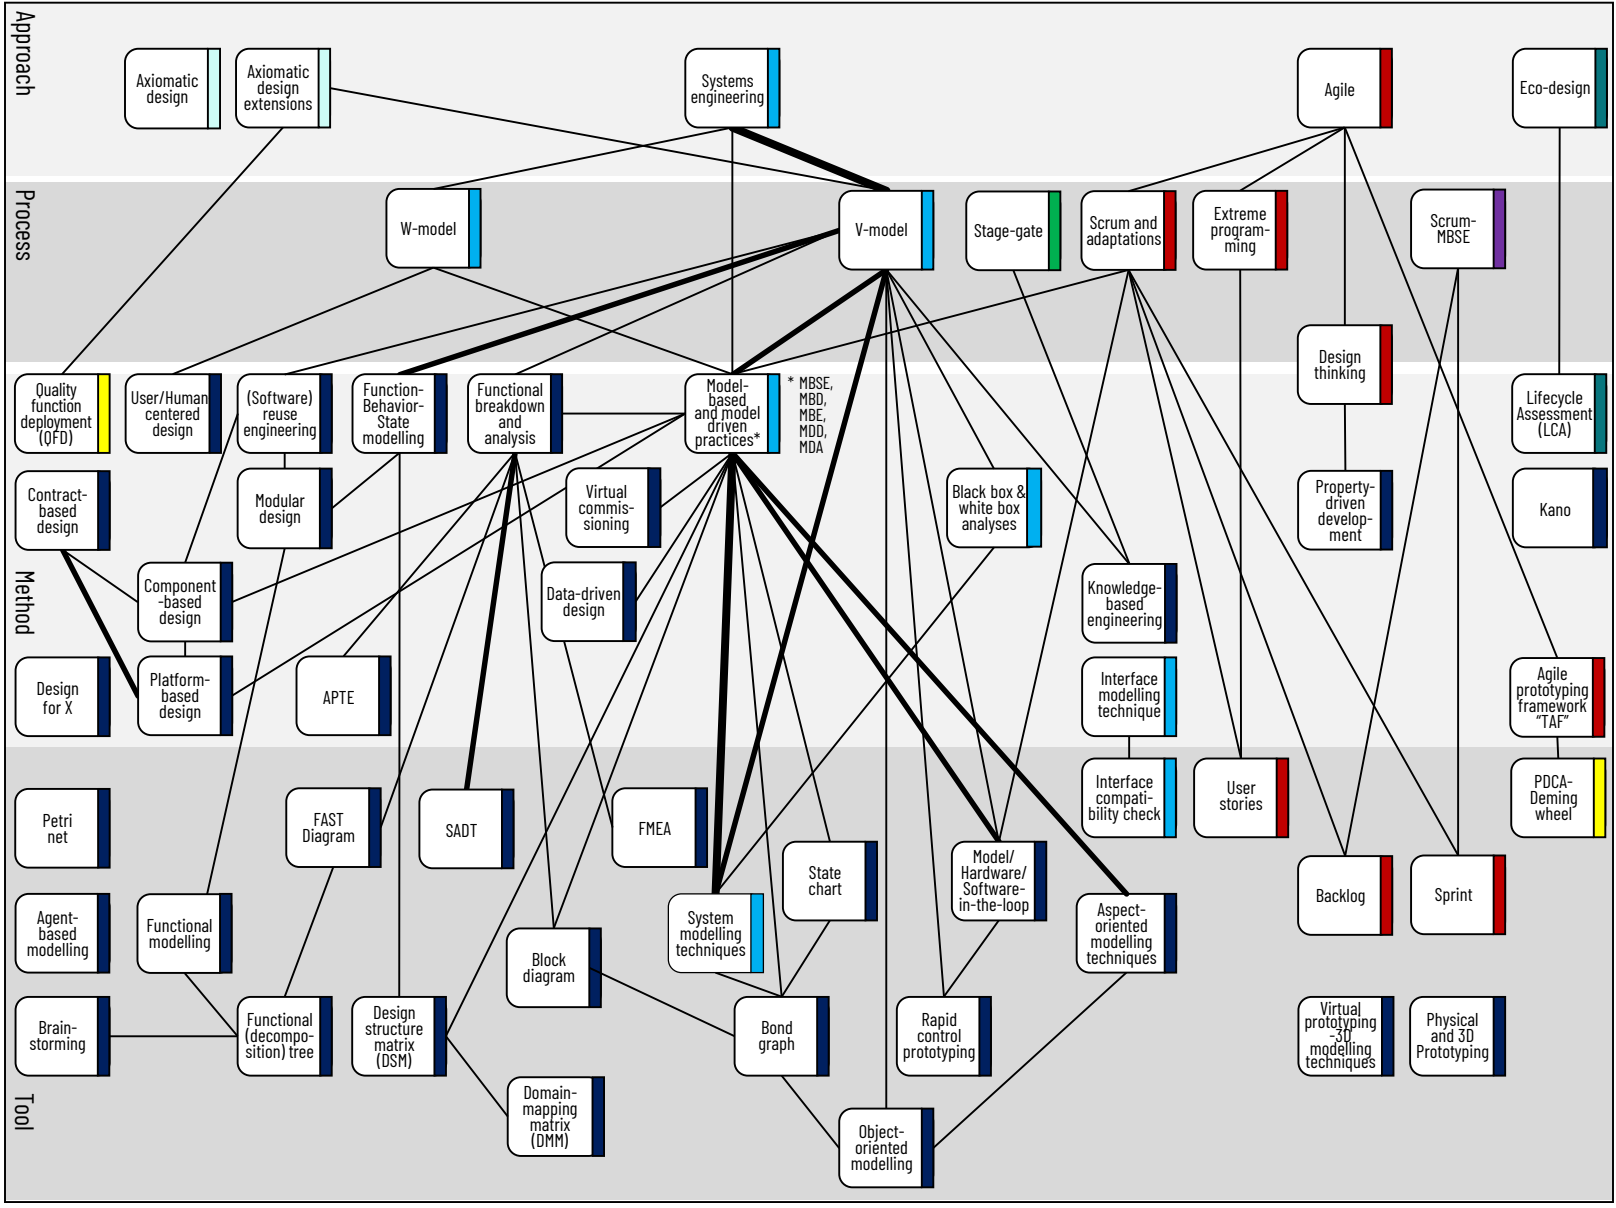 Approach
Axiomatic
design
Axiomatic
design
extensions
Systems
engineering
Agile
Eco-design
Process
W-model
V-model
Stage-gate
Scrum and
adaptations
Extreme
program-
ming
Scrum-
MBSE
Design
thinking
Method
Quality
function
deployment
(QFD)
User/Human
centered
design
(Software)
reuse
engineering
Function-
Behavior-
State
modelling
Functional
breakdown
and
analysis
Model-
based
and model
driven
practices*
* MBSE,
MBD,
MBE,
MDD,
MDA
Lifecycle
Assessment
(LCA)
Contract-
based
design
Modular
design
Virtual
commis-
sioning
Black box &
white box
analyses
Property-
driven
develop-
ment
Kano
Component
-based
design
Data-driven
design
Knowledge-
based
engineering
Design
for X
Platform-
based
design
APTE
Interface
modelling
technique
Agile
prototyping
framework
“TAF”
Tool
Petri
net
FAST
Diagram
SADT
FMEA
Interface
compati-
bility check
User
stories
PDCA-
Deming
wheel
State
chart
Model/
Hardware/
Software-
in-the-loop
Backlog
Sprint
Agent-
based
modelling
Functional
modelling
Block
diagram
System
modelling
techniques
Aspect-
oriented
modelling
techniques
Brain-
storming
Functional
(decompo-
sition) tree
Design
structure
matrix
(DSM)
Bond
graph
Rapid
control
prototyping
Virtual
prototyping
-3D
modelling
techniques
Physical
and 3D
Prototyping
Domain-
mapping
matrix
(DMM)
Object-
oriented
modelling